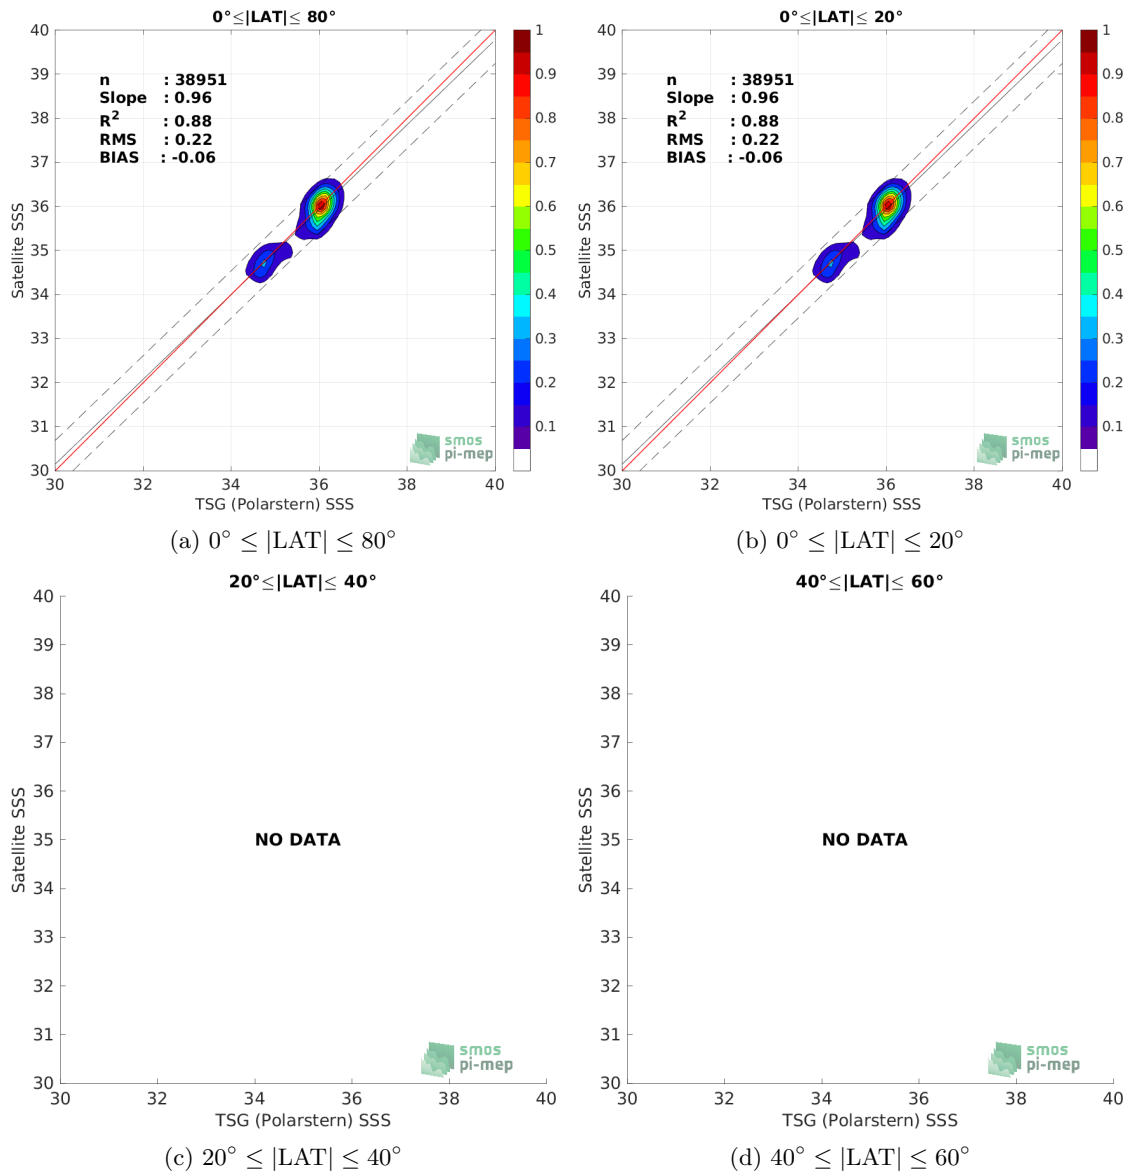 0°≤|LAT|≤ 80°
40
39
38
37
36
35
34
33
32
31
30
Satellite SSS
n : 38951
Slope : 0.96
R² : 0.88
RMS : 0.22
BIAS : -0.06
1
0.9
0.8
0.7
0.6
0.5
0.4
0.3
0.2
0.1
smos
pi-mep
30 32 34 36 38 40
TSG (Polarstern) SSS
(a) 0° ≤ |LAT| ≤ 80°
0°≤|LAT|≤ 20°
40
39
38
37
36
35
34
33
32
31
30
Satellite SSS
n : 38951
Slope : 0.96
R² : 0.88
RMS : 0.22
BIAS : -0.06
1
0.9
0.8
0.7
0.6
0.5
0.4
0.3
0.2
0.1
smos
pi-mep
30 32 34 36 38 40
TSG (Polarstern) SSS
(b) 0° ≤ |LAT| ≤ 20°
20°≤|LAT|≤ 40°
40
39
38
37
36
35
34
33
32
31
30
Satellite SSS
NO DATA
smos
pi-mep
30 32 34 36 38 40
TSG (Polarstern) SSS
(c) 20° ≤ |LAT| ≤ 40°
40°≤|LAT|≤ 60°
40
39
38
37
36
35
34
33
32
31
30
Satellite SSS
NO DATA
smos
pi-mep
30 32 34 36 38 40
TSG (Polarstern) SSS
(d) 40° ≤ |LAT| ≤ 60°